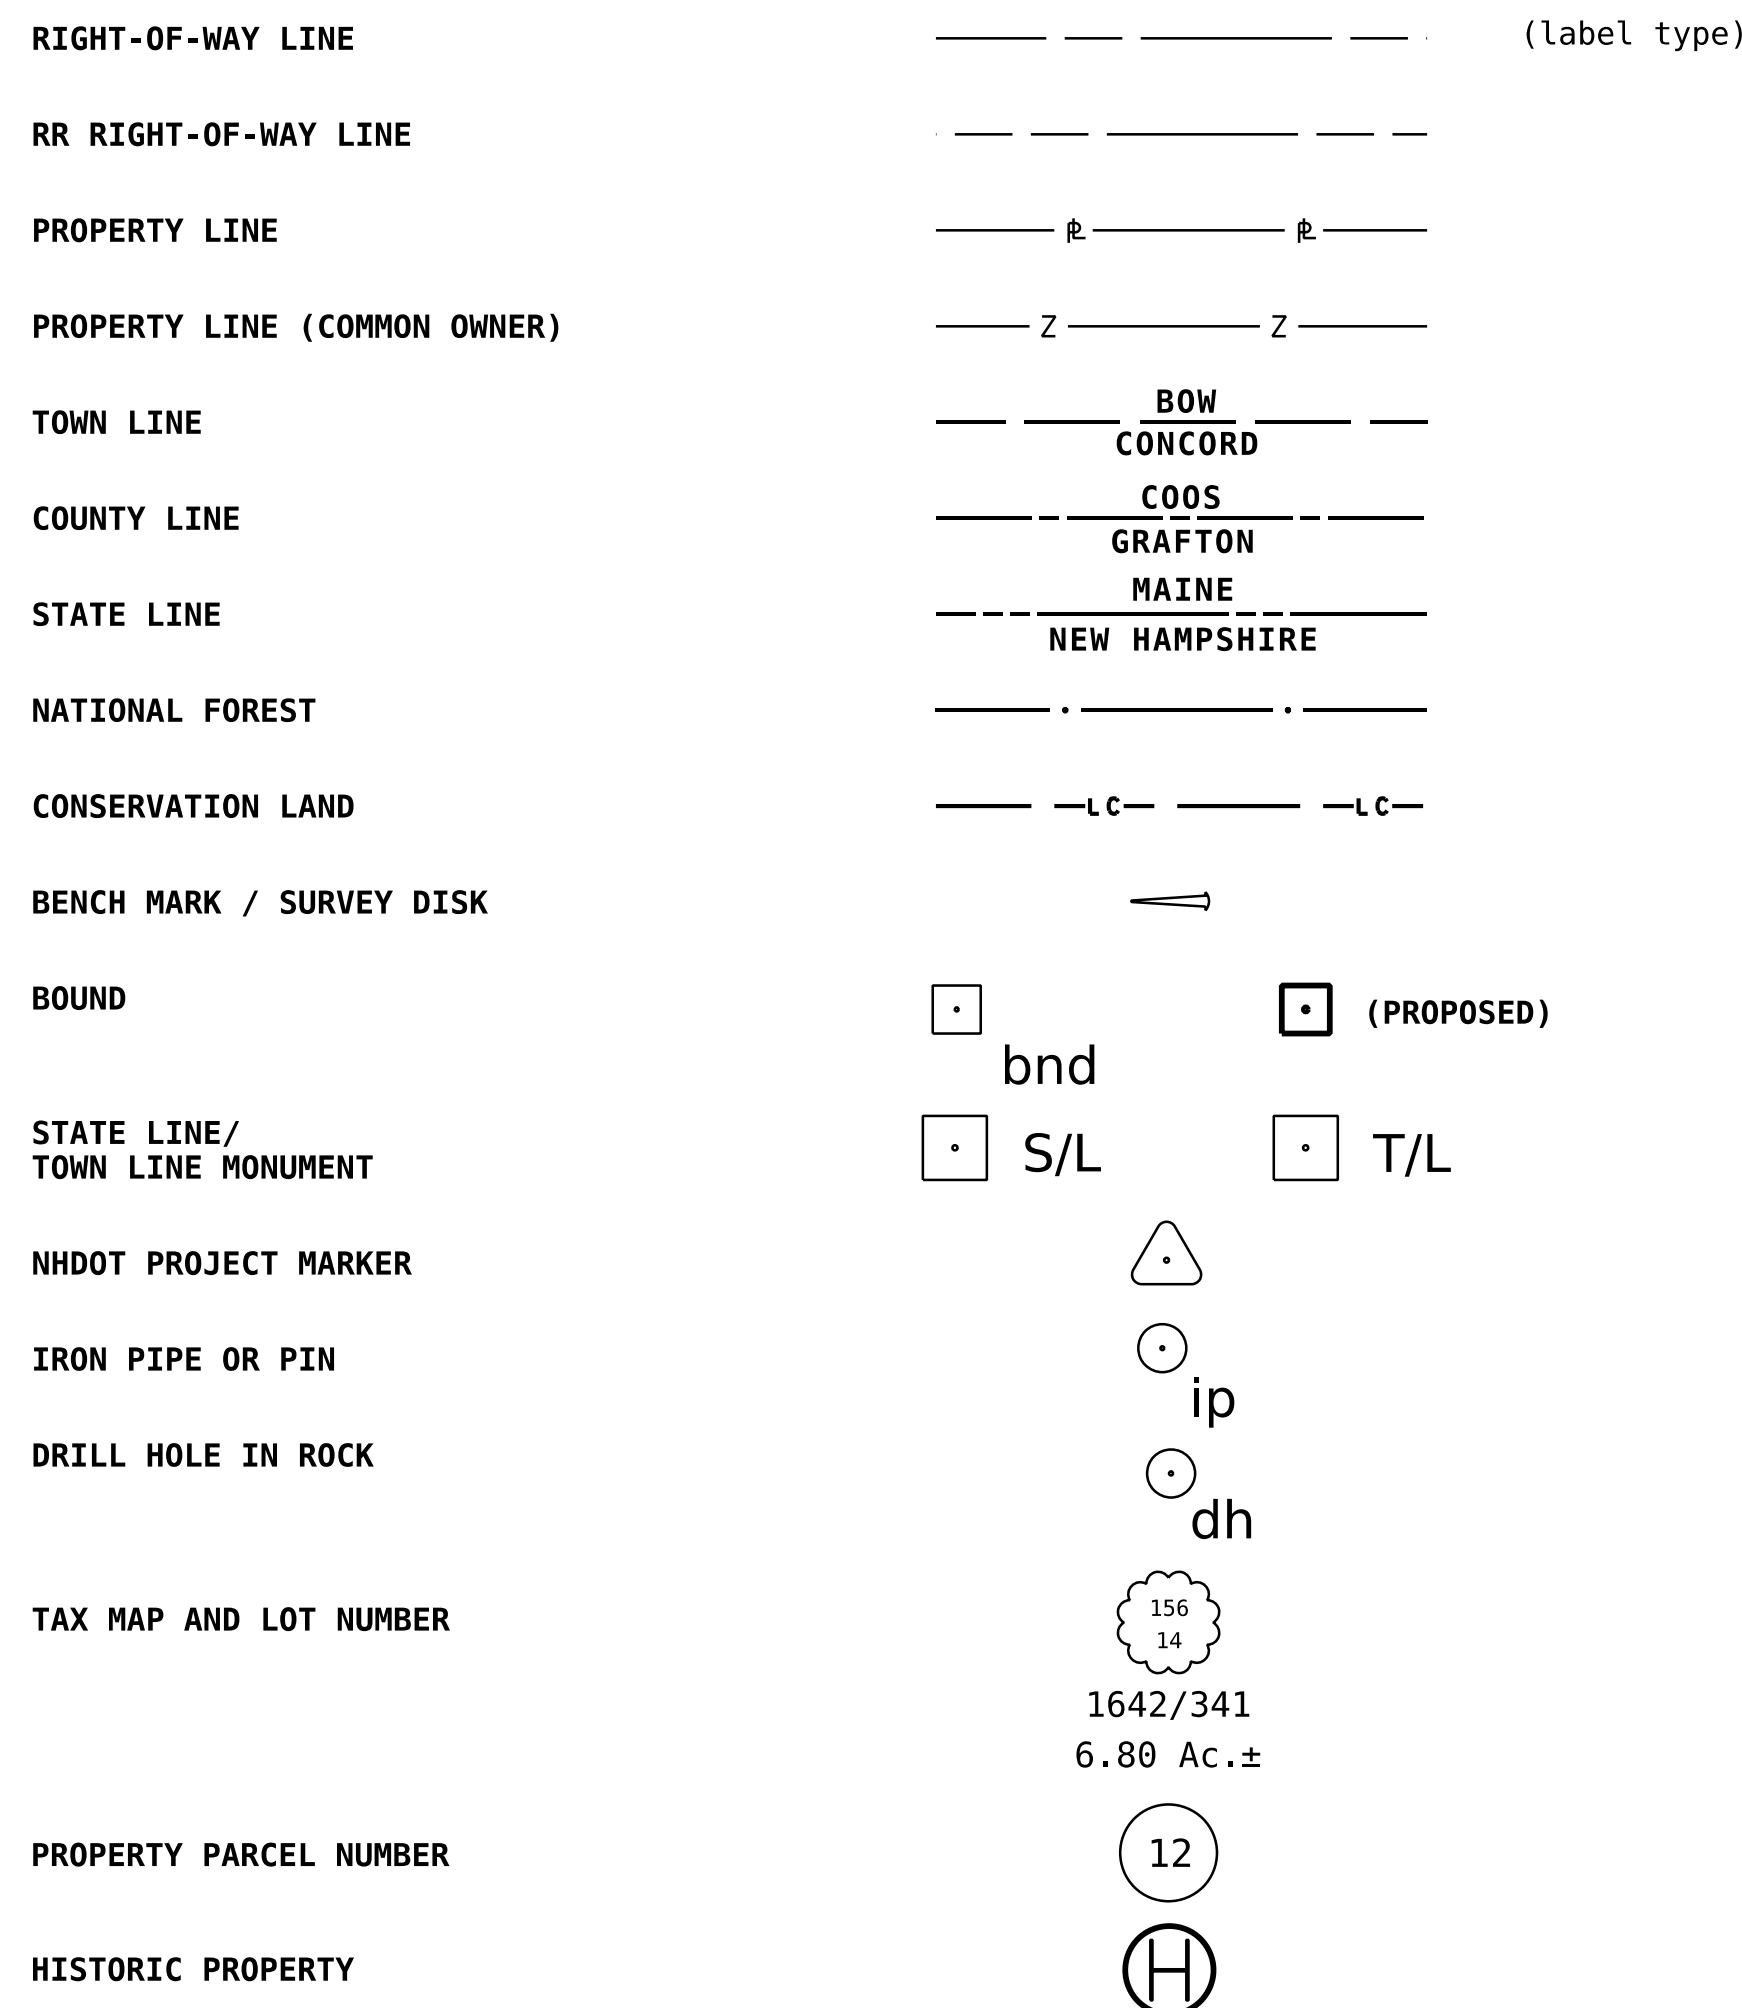 RIGHT-OF-WAY LINE (label type)
RR RIGHT-OF-WAY LINE
PROPERTY LINE ⅊ ⅊
PROPERTY LINE (COMMON OWNER) Z Z
BOW
TOWN LINE
CONCORD
COOS
COUNTY LINE
GRAFTON
MAINE
STATE LINE
NEW HAMPSHIRE
NATIONAL FOREST
CONSERVATION LAND LC LC
BENCH MARK / SURVEY DISK
BOUND (PROPOSED)
bnd
STATE LINE/
TOWN LINE MONUMENT S/L T/L
NHDOT PROJECT MARKER
IRON PIPE OR PIN
ip
DRILL HOLE IN ROCK
dh
156
TAX MAP AND LOT NUMBER
14
1642/341
6.80 Ac.±
PROPERTY PARCEL NUMBER 12
HISTORIC PROPERTY H